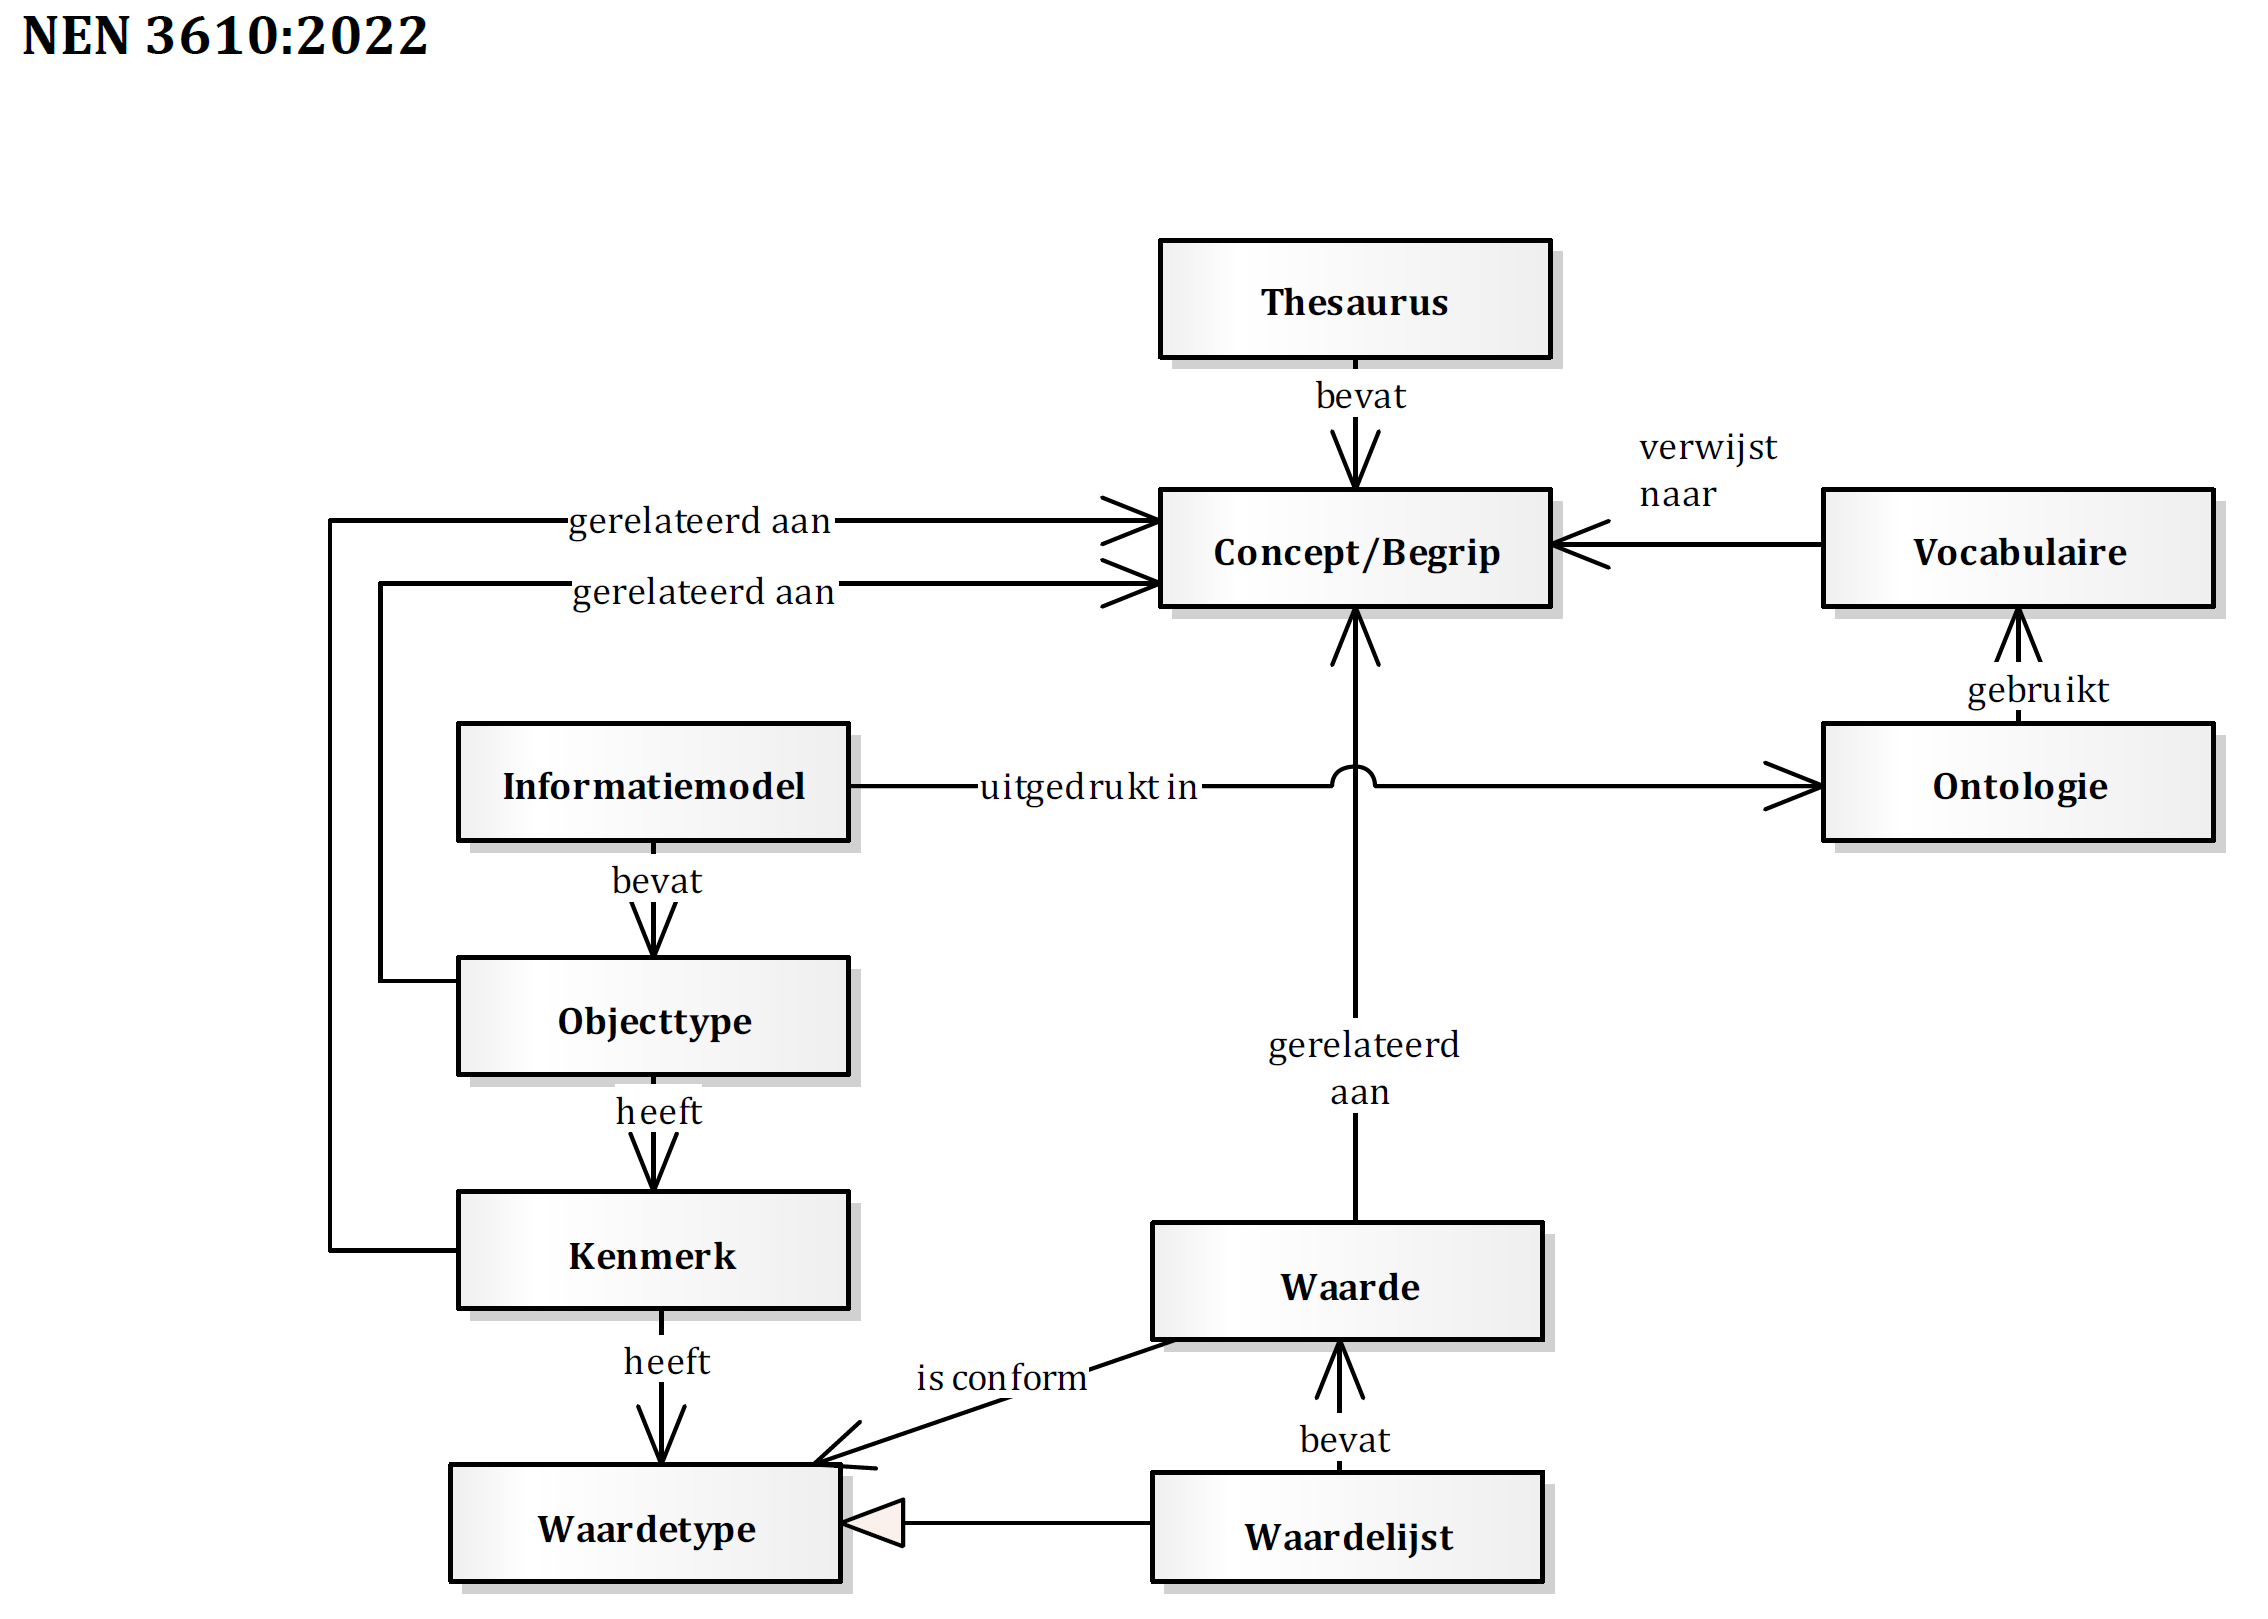 NEN 3610:2022
Thesaurus
bevat
verwijst
naar
gerelateerd aan
Concept/Begrip
Vocabulaire
gerelateerd aan
gebruikt
Informatiemodel
uitgedrukt in
Ontologie
bevat
Objecttype
gerelateerd
aan
heeft
Kenmerk
Waarde
heeft
is conform
bevat
Waardetype
Waardelijst